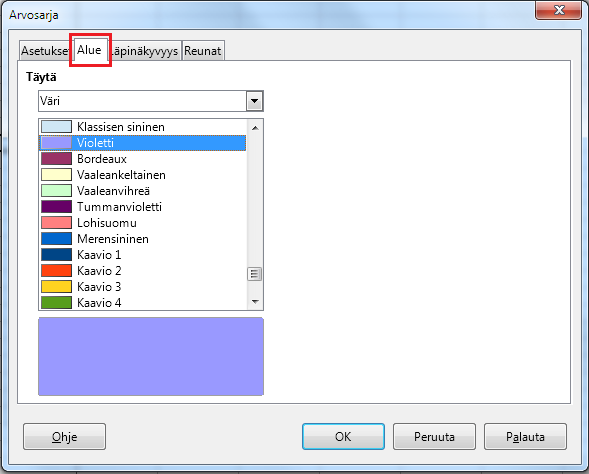 Arvosarja
Asetukset Alue Läpinäkyvyys Reunat
Täytä
Väri
Klassisen sininen
Violetti
Bordeaux
Vaaleankeltainen
Vaaleanvihreä
Tummanvioletti
Lohisuomu
Merensininen
Kaavio 1
Kaavio 2
Kaavio 3
Kaavio 4
Ohje OK Peruuta Palauta